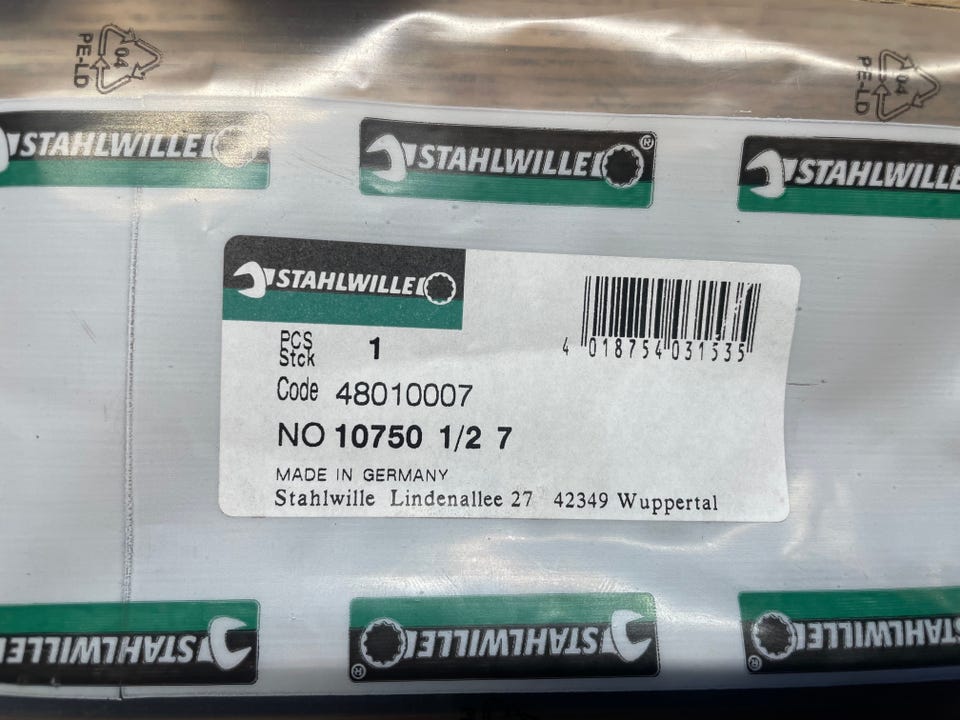 04
PE-LD
04
PE-LD
STAHLWILLE
STAHLWILLE®
STAHLWILLE
STAHLWILLE
PCS
Stck 1
4 018754 031535
Code 48010007
NO 10750 1/2 7
MADE IN GERMANY
Stahlwille Lindenallee 27 42349 Wuppertal
STAHLWILLE
STAHLWILLE®
STAHLWILLE®